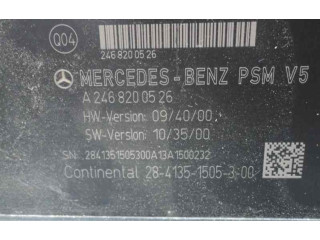 Q04
246 820 05 26
MERCEDES-BENZ PSM V5
A 246 820 05 26
HW-Version: 09/40/00
SW-Version: 10/35/00
SN: 2841351505300A13A1500232
Continental 28-4135-1505-3-00